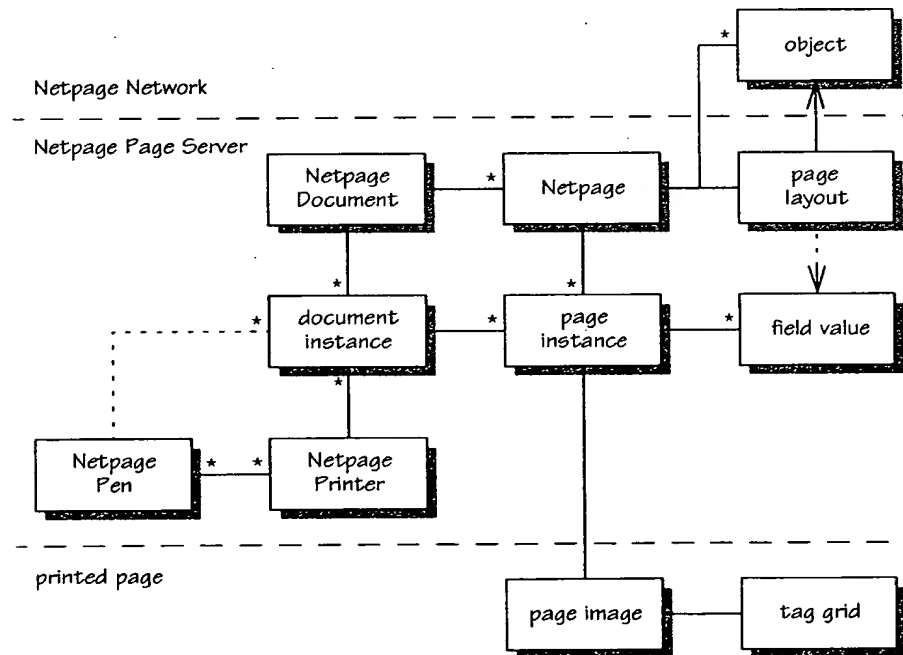 *
object
Netpage Network
Netpage Page Server
Netpage
Document
*
Netpage
page
layout
*
*
*
document
instance
*
page
instance
*
field value
*
Netpage
Pen
*
*
Netpage
Printer
printed page
page image
tag grid